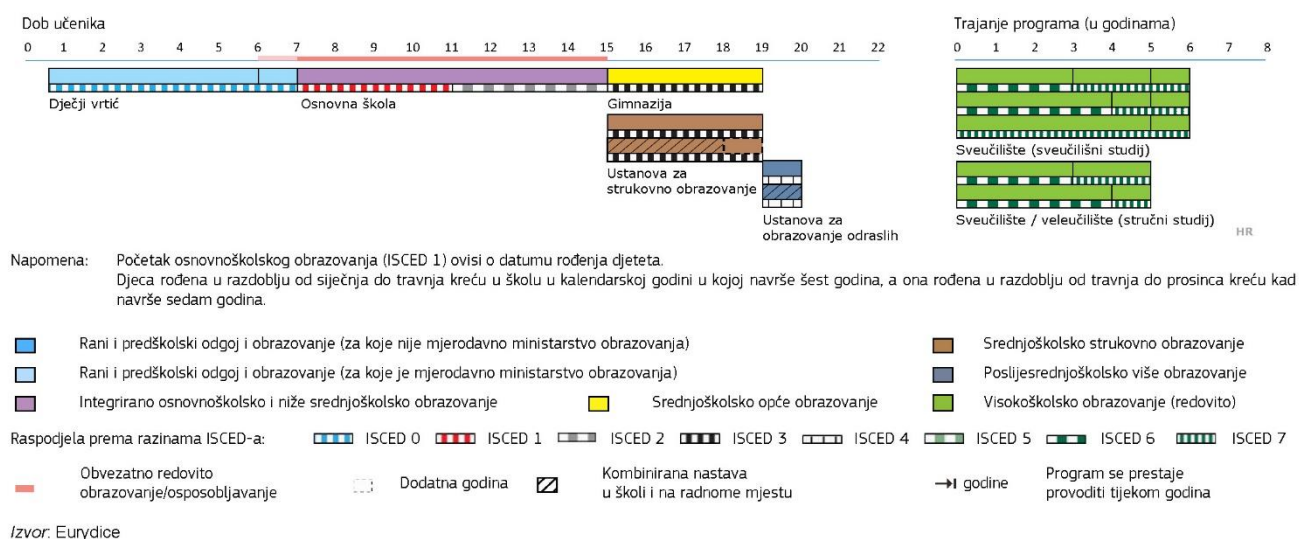 Dob učenika
Trajanje programa (u godinama)
0 1 2 3 4 5 6 7 8 9 10 11 12 13 14 15 16 17 18 19 20 21 22
0 1 2 3 4 5 6 7 8
Dječji vrtić
Osnovna škola
Gimnazija
Ustanova za
strukovno obrazovanje
Ustanova za
obrazovanje odraslih
Sveučilište (sveučilišni studij)
Sveučilište / veleučilište (stručni studij)
HR
Napomena: Početak osnovnoškolskog obrazovanja (ISCED 1) ovisi o datumu rođenja djeteta.
Djeca rođena u razdoblju od siječnja do travnja kreću u školu u kalendarskoj godini u kojoj navrše šest godina, a ona rođena u razdoblju od travnja do prosinca kreću kad
navrše sedam godina.
Rani i predškolski odgoj i obrazovanje (za koje nije mjerodavno ministarstvo obrazovanja)
Srednjoškolsko strukovno obrazovanje
Rani i predškolski odgoj i obrazovanje (za koje je mjerodavno ministarstvo obrazovanja)
Poslijesrednjoškolsko više obrazovanje
Integrirano osnovnoškolsko i niže srednjoškolsko obrazovanje
Srednjoškolsko opće obrazovanje
Visokoškolsko obrazovanje (redovito)
Raspodjela prema razinama ISCED-a: ISCED 0 ISCED 1 ISCED 2 ISCED 3 ISCED 4 ISCED 5 ISCED 6 ISCED 7
Obvezatno redovito
obrazovanje/osposobljavanje
Dodatna godina
Kombinirana nastava
u školi i na radnome mjestu
godine
Program se prestaje
provoditi tijekom godina
Izvor: Eurydice